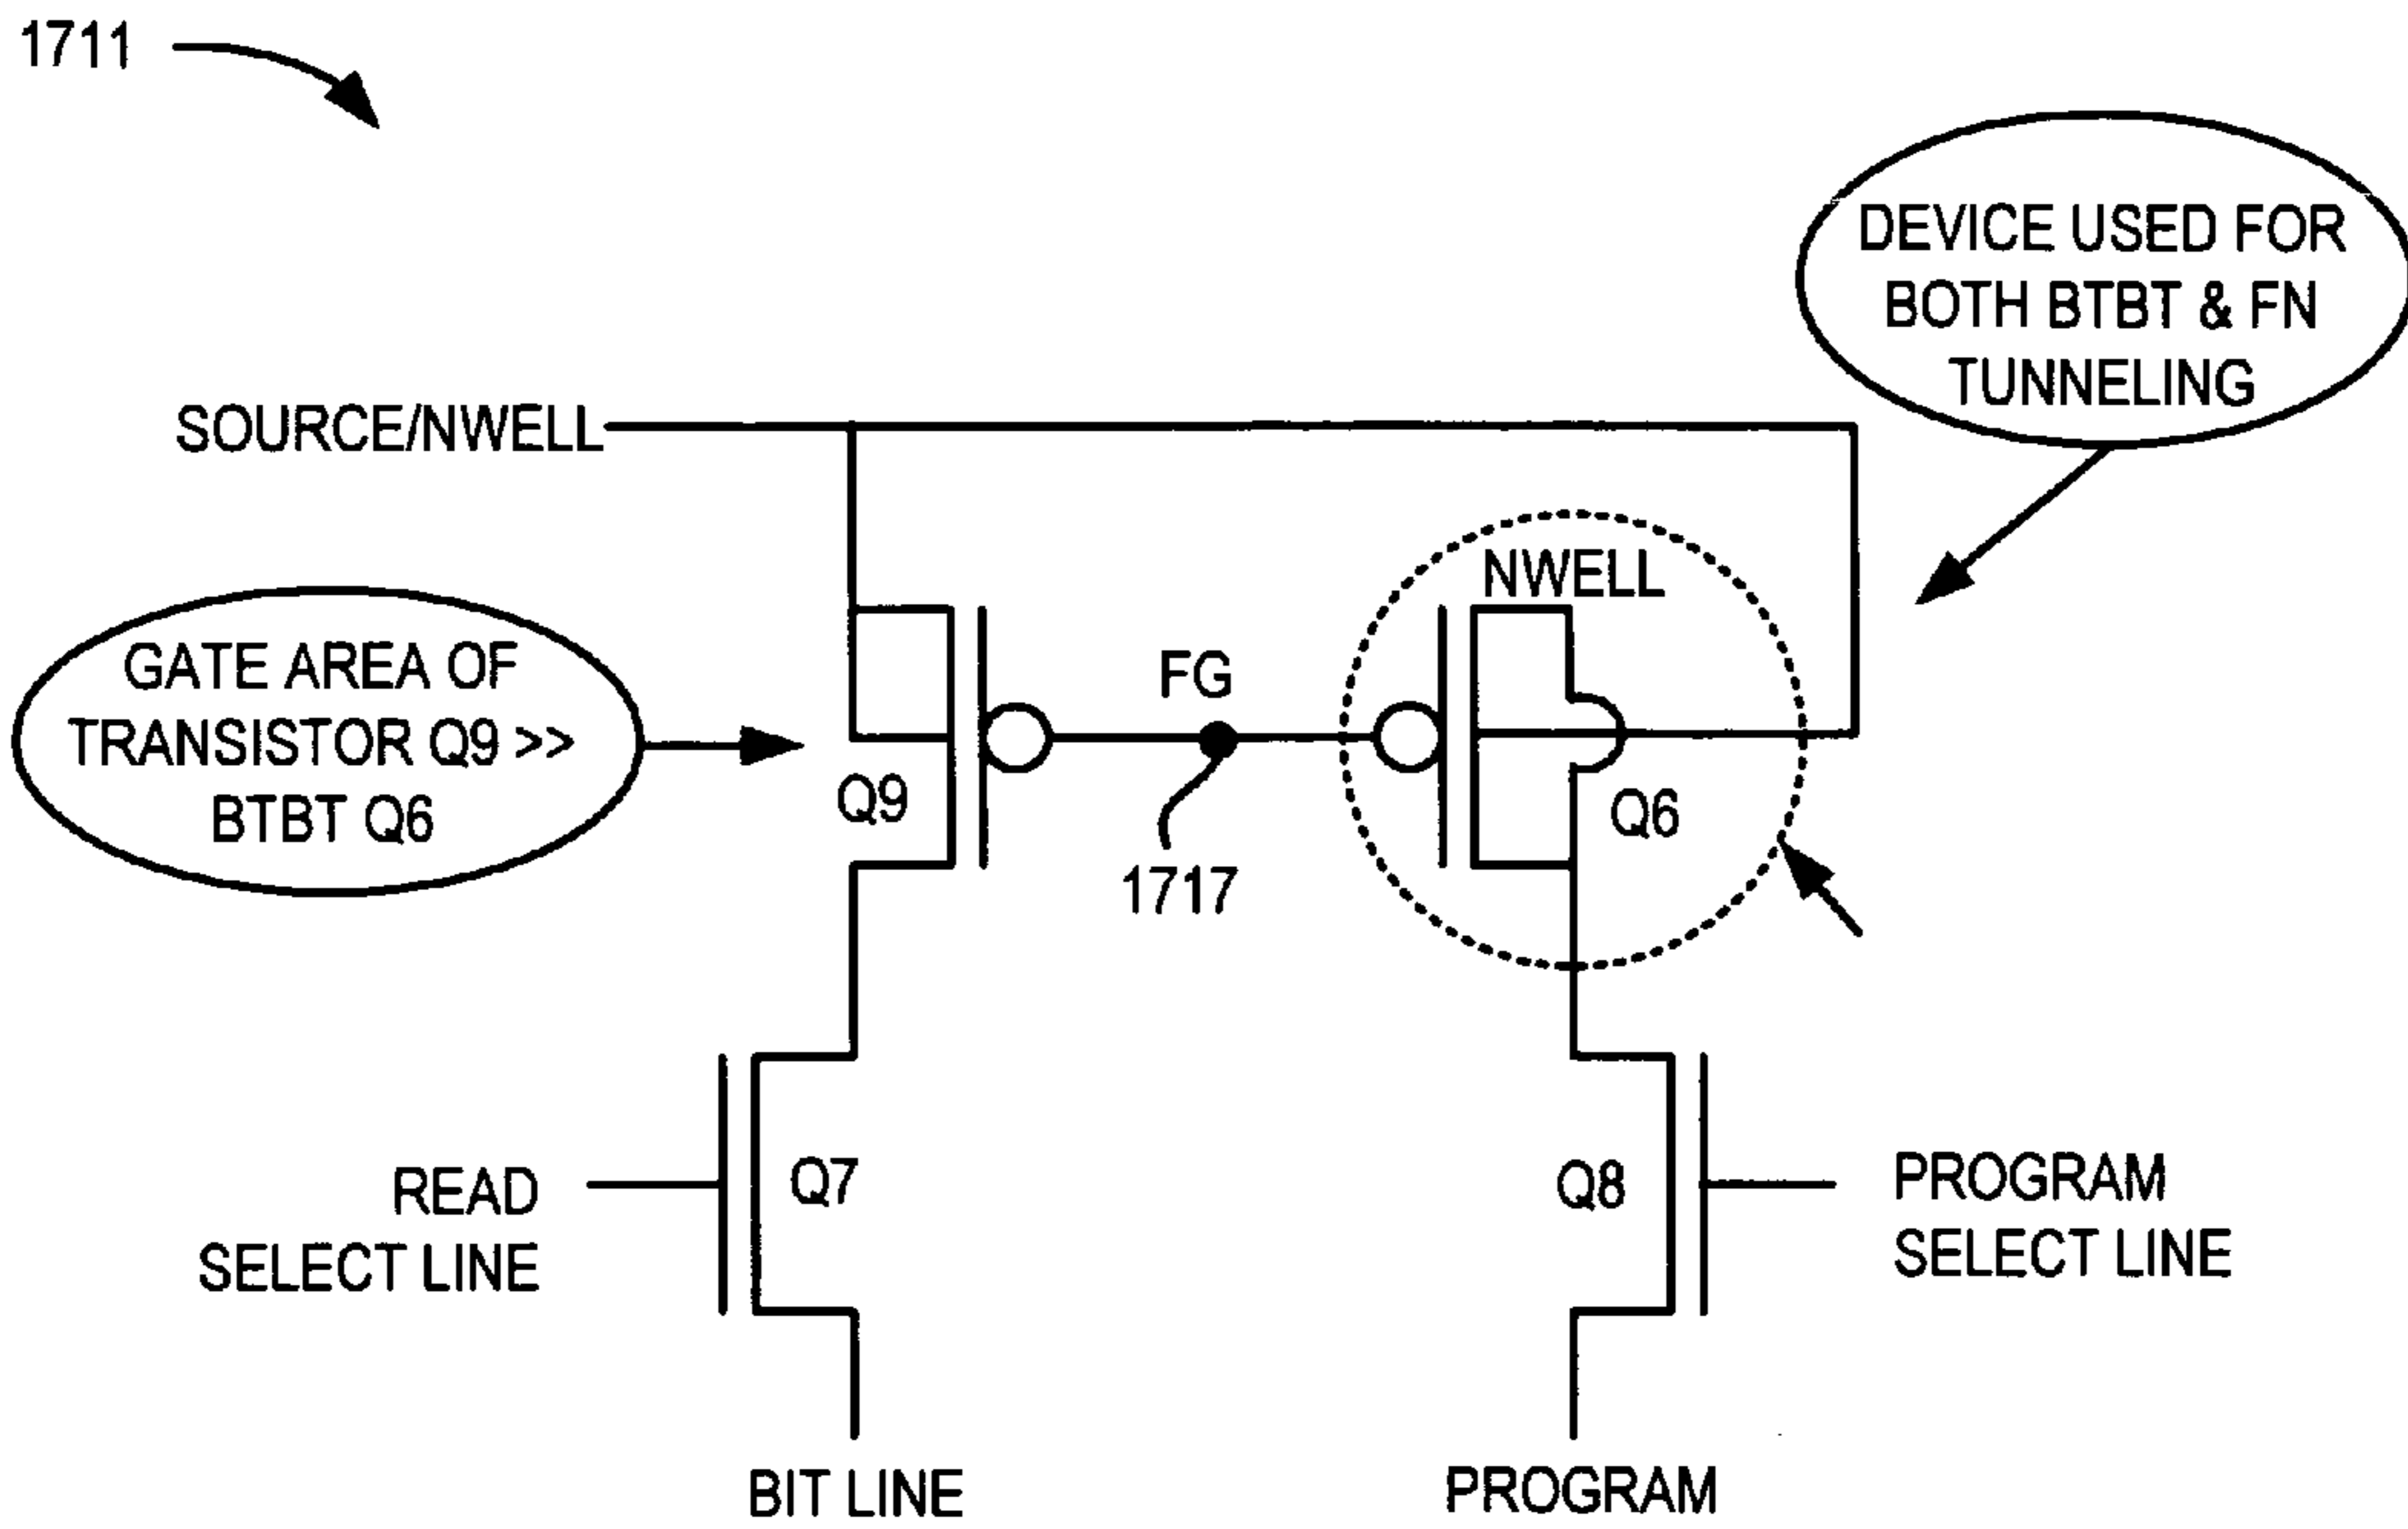 1711
DEVICE USED FOR
BOTH BTBT & FN
TUNNELING
SOURCE/NWELL
NWELL
GATE AREA OF
TRANSISTOR Q9 >>
BTBT Q6
FG
Q9
Q6
1717
READ
SELECT LINE
Q7
Q8
PROGRAM
SELECT LINE
BIT LINE
PROGRAM